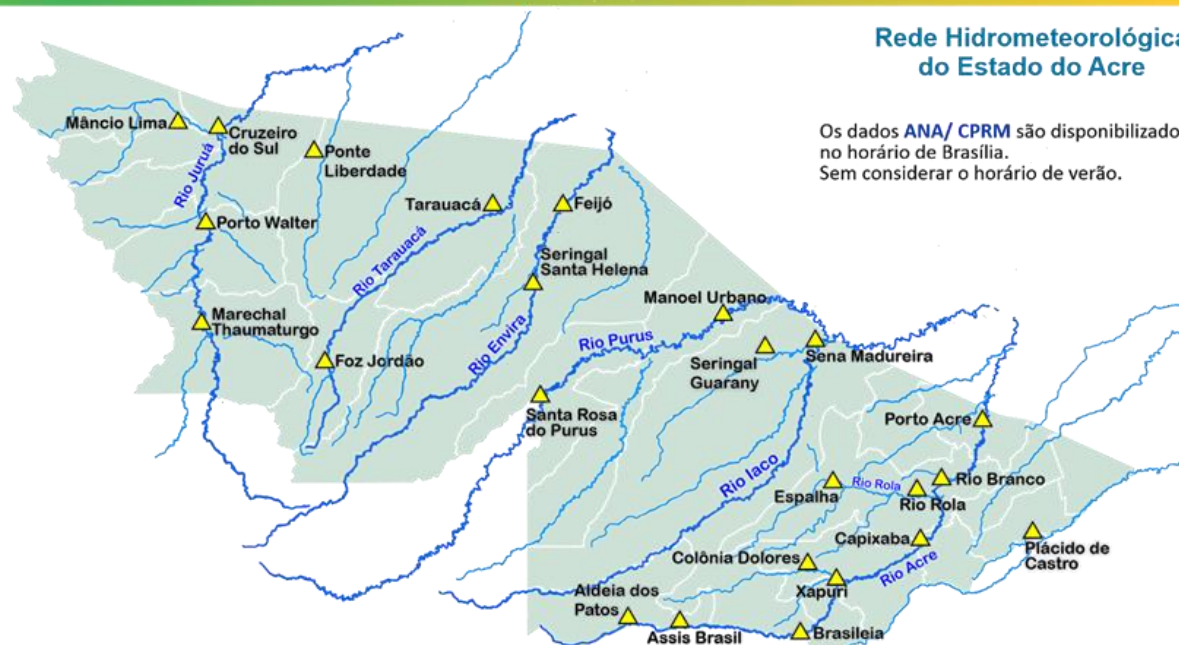 Rede Hidrometeorológica
do Estado do Acre
Os dados ANA/ CPRM são disponibilizado
no horário de Brasília.
Sem considerar o horário de verão.
Mâncio Lima
Cruzeiro
do Sul
Ponte
Liberdade
Rio Juruá
Porto Walter
Tarauacá
Feijó
Rio Tarauacá
Seringal
Santa Helena
Marechal
Thaumaturgo
Foz Jordão
Rio Envira
Manoel Urbano
Rio Purus
Seringal
Guarany
Sena Madureira
Santa Rosa
do Purus
Porto Acre
Rio Iaco
Espalha
Rio Rola
Rio Rola
Rio Branco
Capixaba
Plácido de
Castro
Colônia Dolores
Rio Acre
Xapuri
Aldeia dos
Patos
Assis Brasil
Brasileia